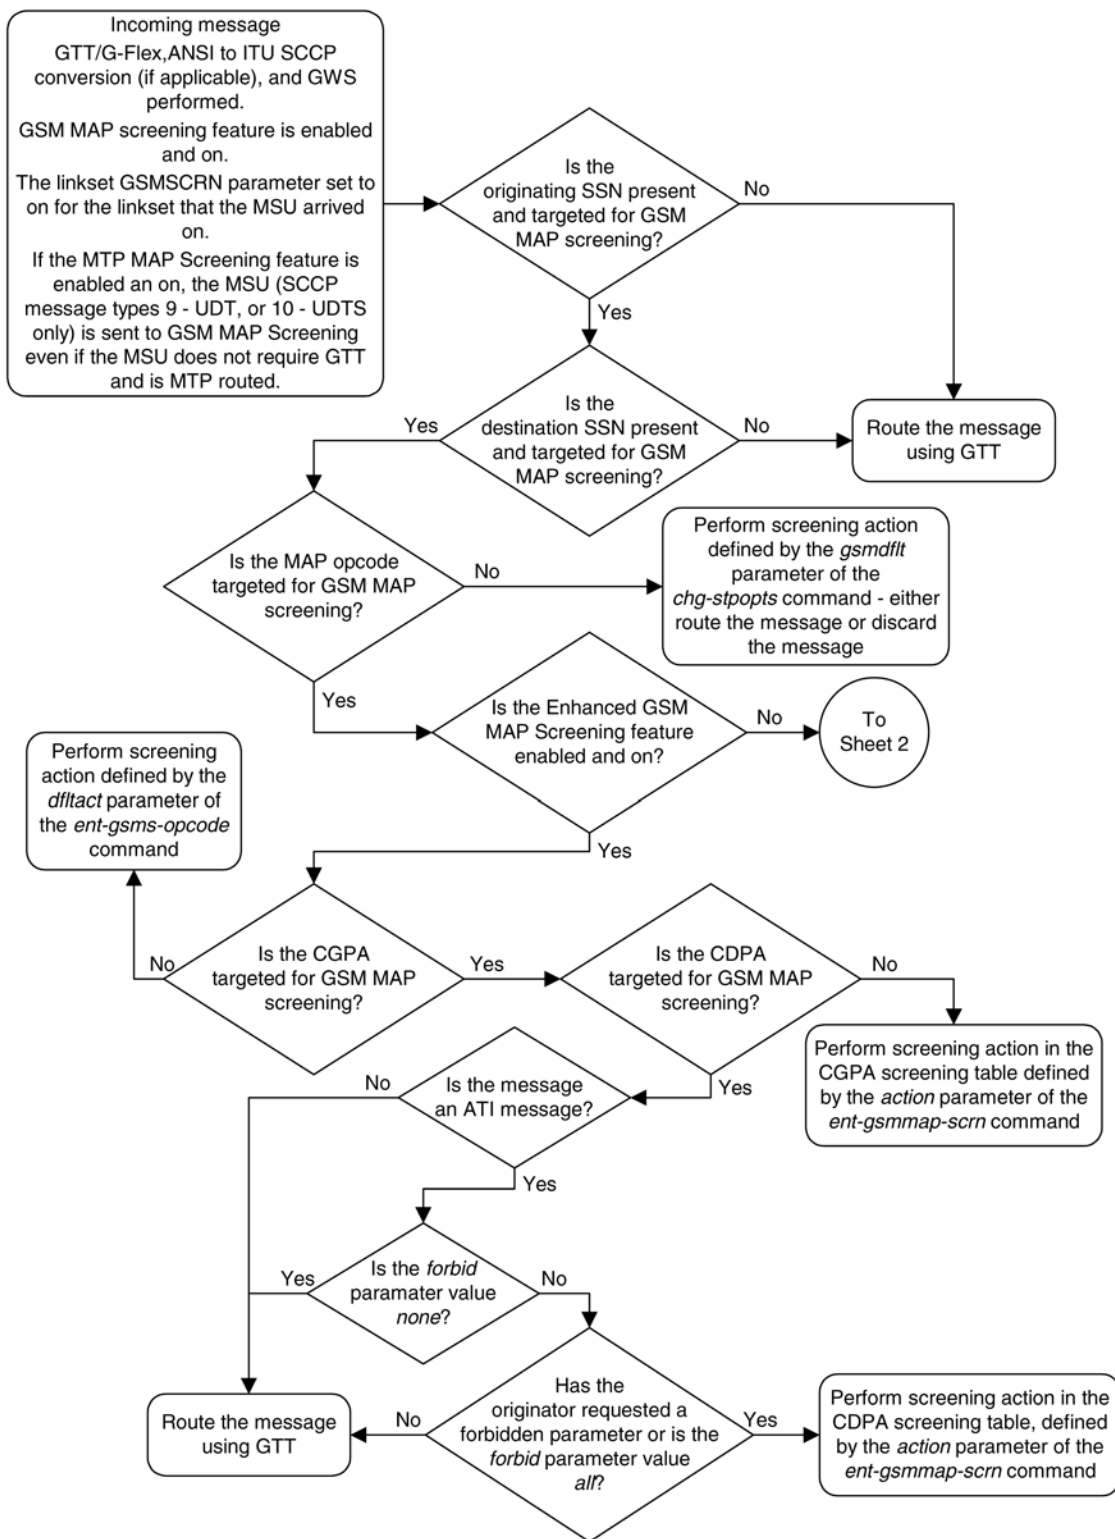 Incoming message
GTT/G-Flex,ANSI to ITU SCCP
conversion (if applicable), and GWS
performed.
GSM MAP screening feature is enabled
and on.
The linkset GSMSCRN parameter set to
on for the linkset that the MSU arrived
on.
If the MTP MAP Screening feature is
enabled an on, the MSU (SCCP
message types 9 - UDT, or 10 - UDTS
only) is sent to GSM MAP Screening
even if the MSU does not require GTT
and is MTP routed.
Is the
originating SSN present
and targeted for GSM
MAP screening?
No
Yes
Is the
destination SSN present
and targeted for GSM
MAP screening?
Yes
No
Route the message
using GTT
Is the MAP opcode
targeted for GSM MAP
screening?
No
Yes
Perform screening action
defined by the gsmdflt
parameter of the
chg-stpopts command - either
route the message or discard
the message
Is the Enhanced GSM
MAP Screening feature
enabled and on?
No
Yes
To
Sheet 2
Perform screening
action defined by the
dfltact parameter of
the ent-gsms-opcode
command
Is the CGPA
targeted for GSM MAP
screening?
No
Yes
Is the CDPA
targeted for GSM MAP
screening?
No
Yes
Perform screening action in the
CGPA screening table defined
by the action parameter of the
ent-gsmmap-scrn command
Is the message
an ATI message?
No
Yes
Is the forbid
paramater value
none?
Yes
No
Has the
originator requested a
forbidden parameter or is the
forbid parameter value
all?
No
Yes
Route the message
using GTT
Perform screening action in the
CDPA screening table, defined
by the action parameter of the
ent-gsmmap-scrn command